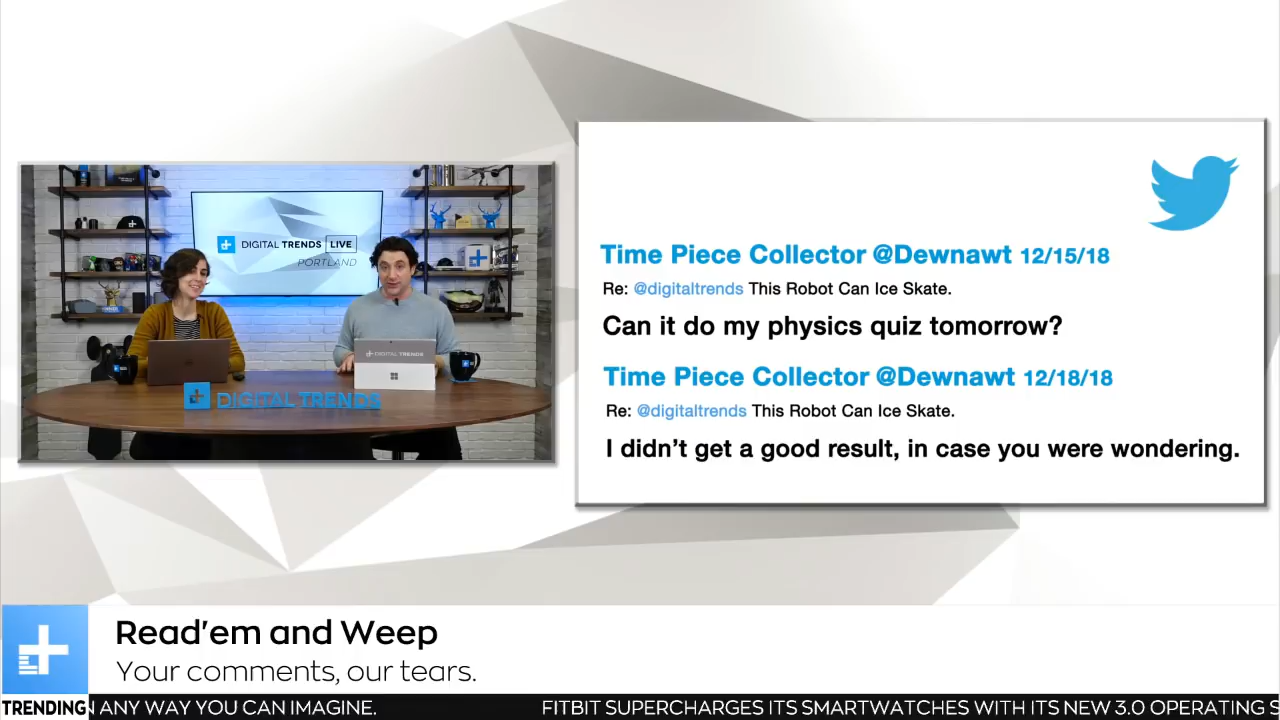 DIGITAL TRENDS LIVE
PORTLAND
DIGITAL TRENDS
DIGITAL TRENDS
Time Piece Collector @Dewnawt 12/15/18
Re: @digitaltrends This Robot Can Ice Skate.
Can it do my physics quiz tomorrow?
Time Piece Collector @Dewnawt 12/18/18
Re: @digitaltrends This Robot Can Ice Skate.
I didn't get a good result, in case you were wondering.
Read'em and Weep
Your comments, our tears.
TRENDING ANY WAY YOU CAN IMAGINE. FITBIT SUPERCHARGES ITS SMARTWATCHES WITH ITS NEW 3.0 OPERATING